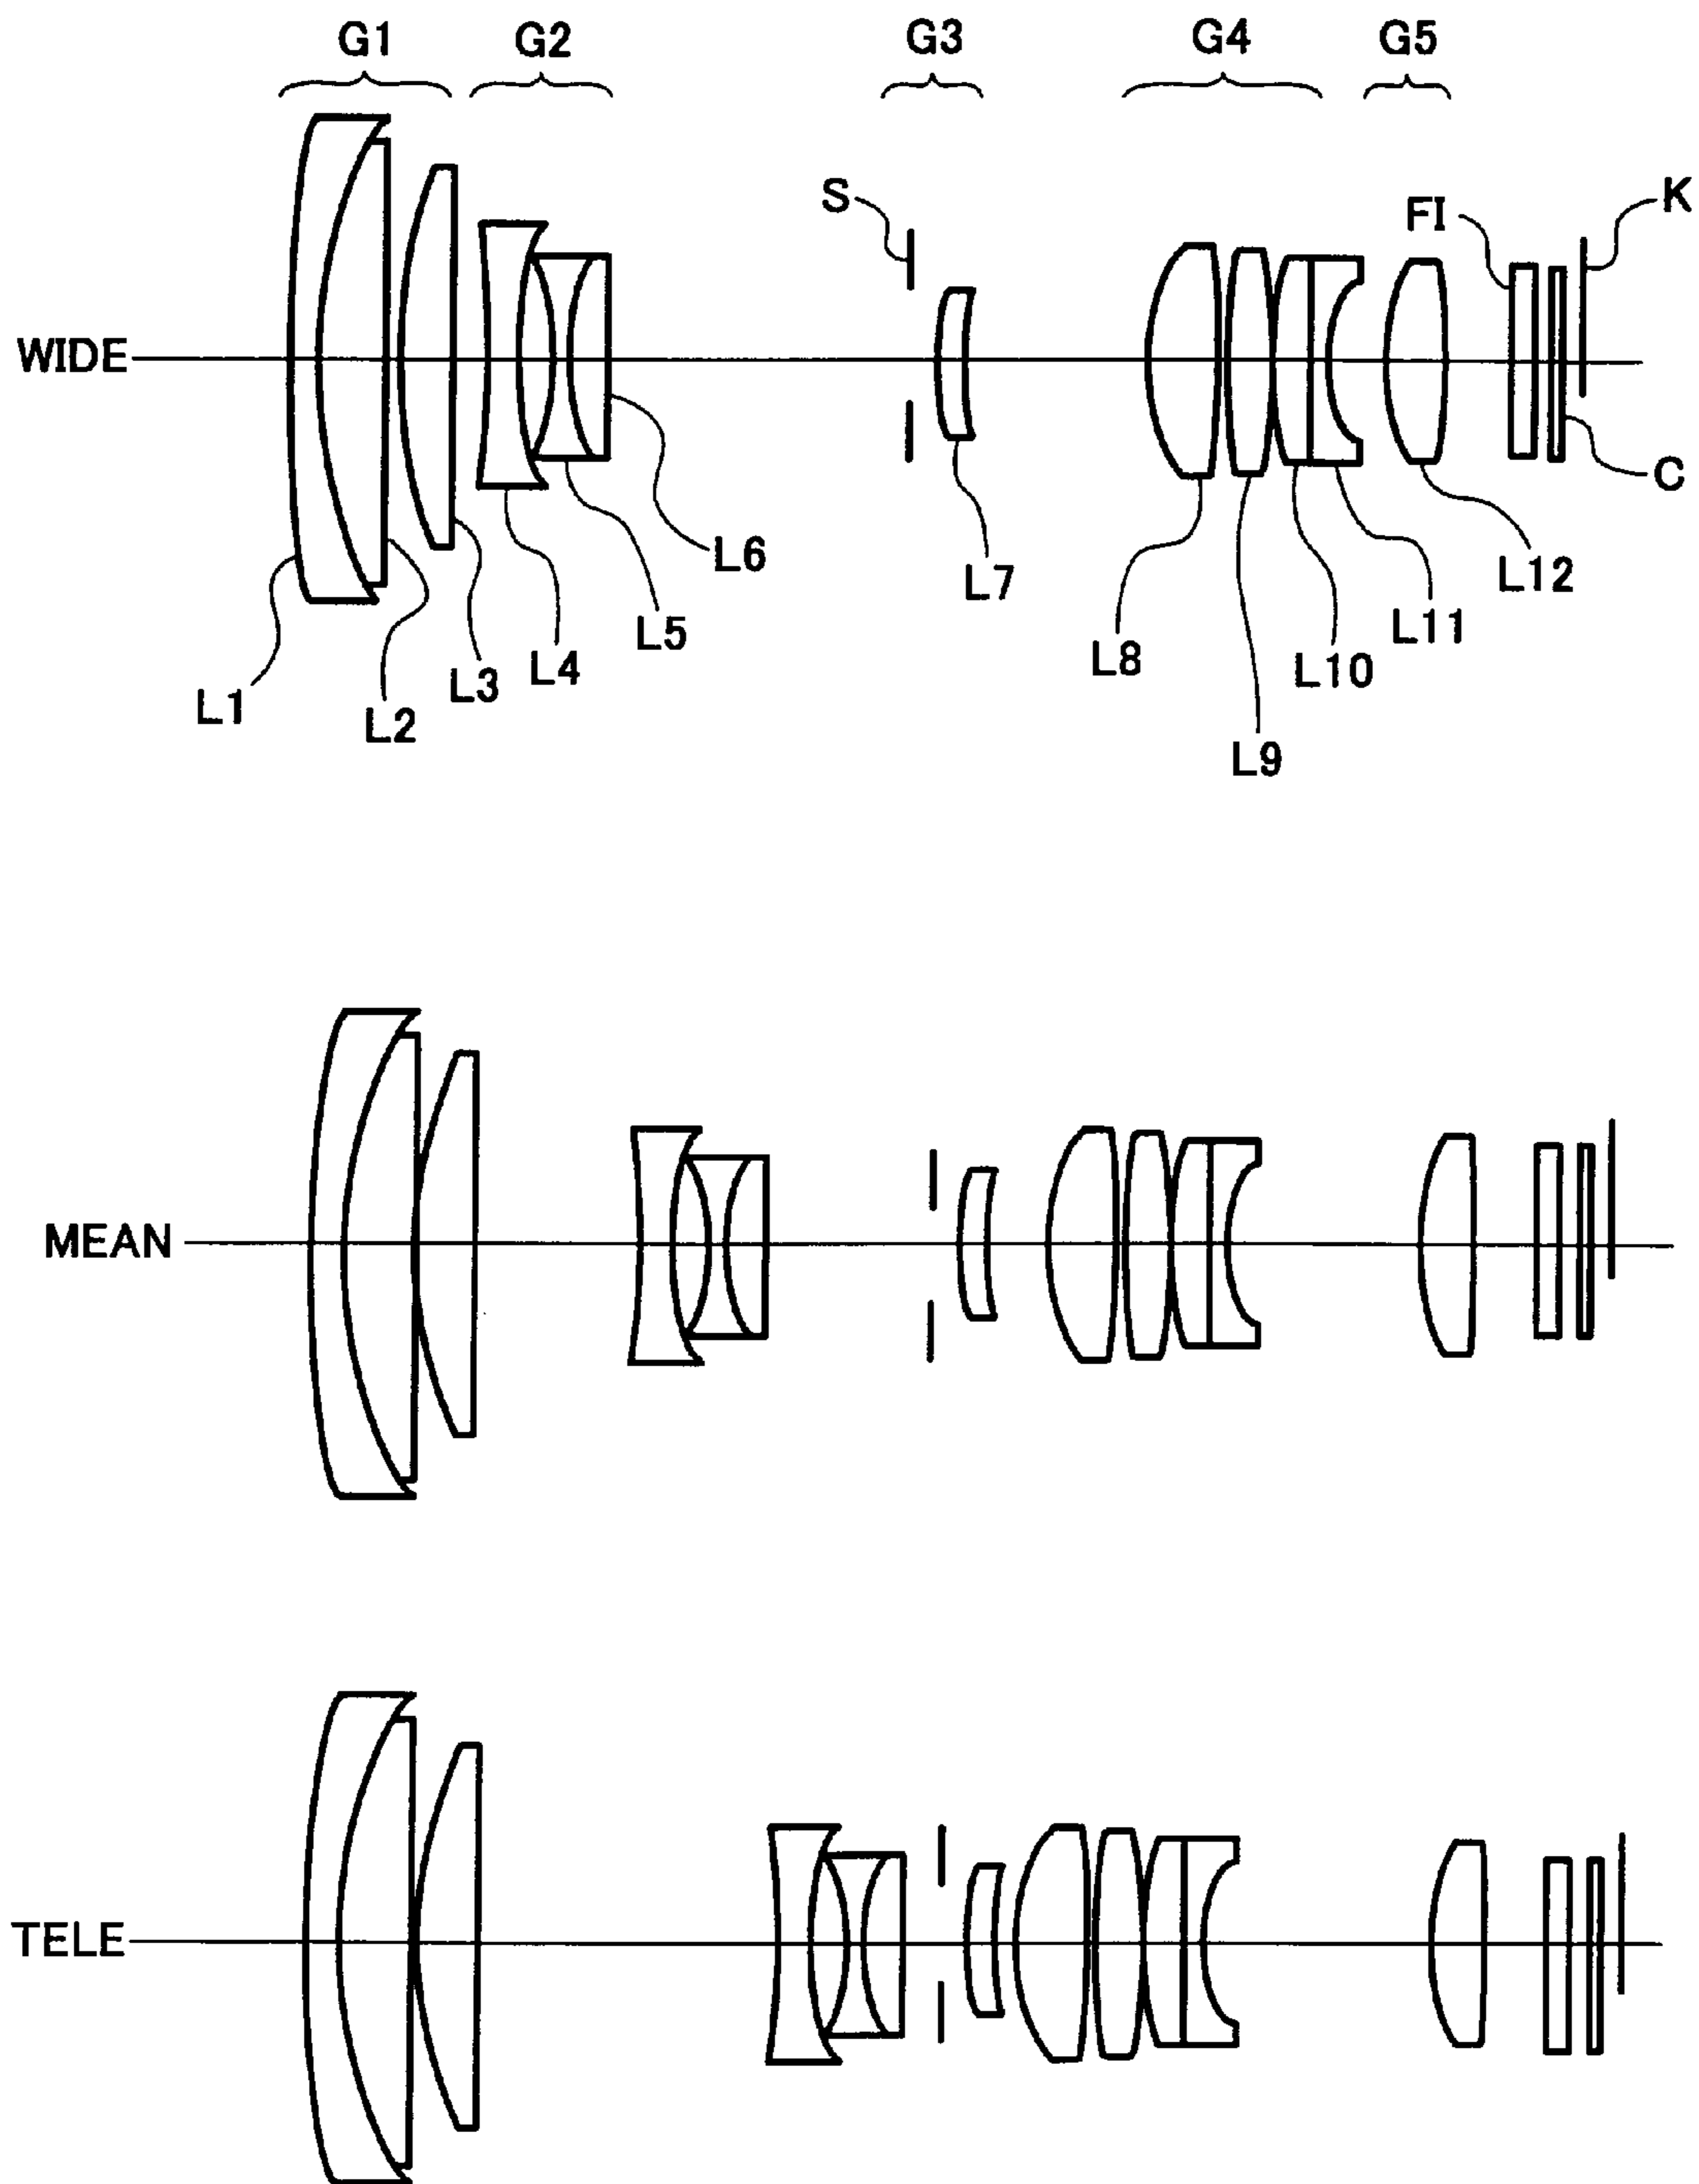 G1 G2 G3 G4 G5
S FI K
WIDE
C
L6 L7 L12
L5 L11
L4 L8 L10
L3
L1 L2
L9
MEAN
TELE